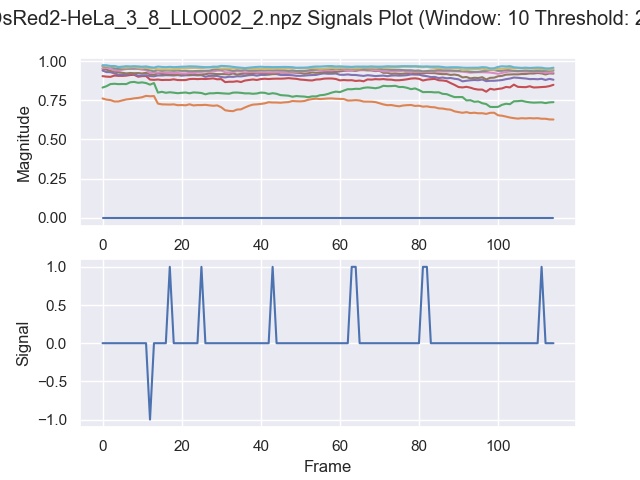 DsRed2-HeLa_3_8_LLO002_2.npz Signals Plot (Window: 10 Threshold: 2
1.00
0.75
0.50
0.25
0.00
Magnitude
0 20 40 60 80 100
1.0
0.5
0.0
−0.5
−1.0
Signal
0 20 40 60 80 100
Frame